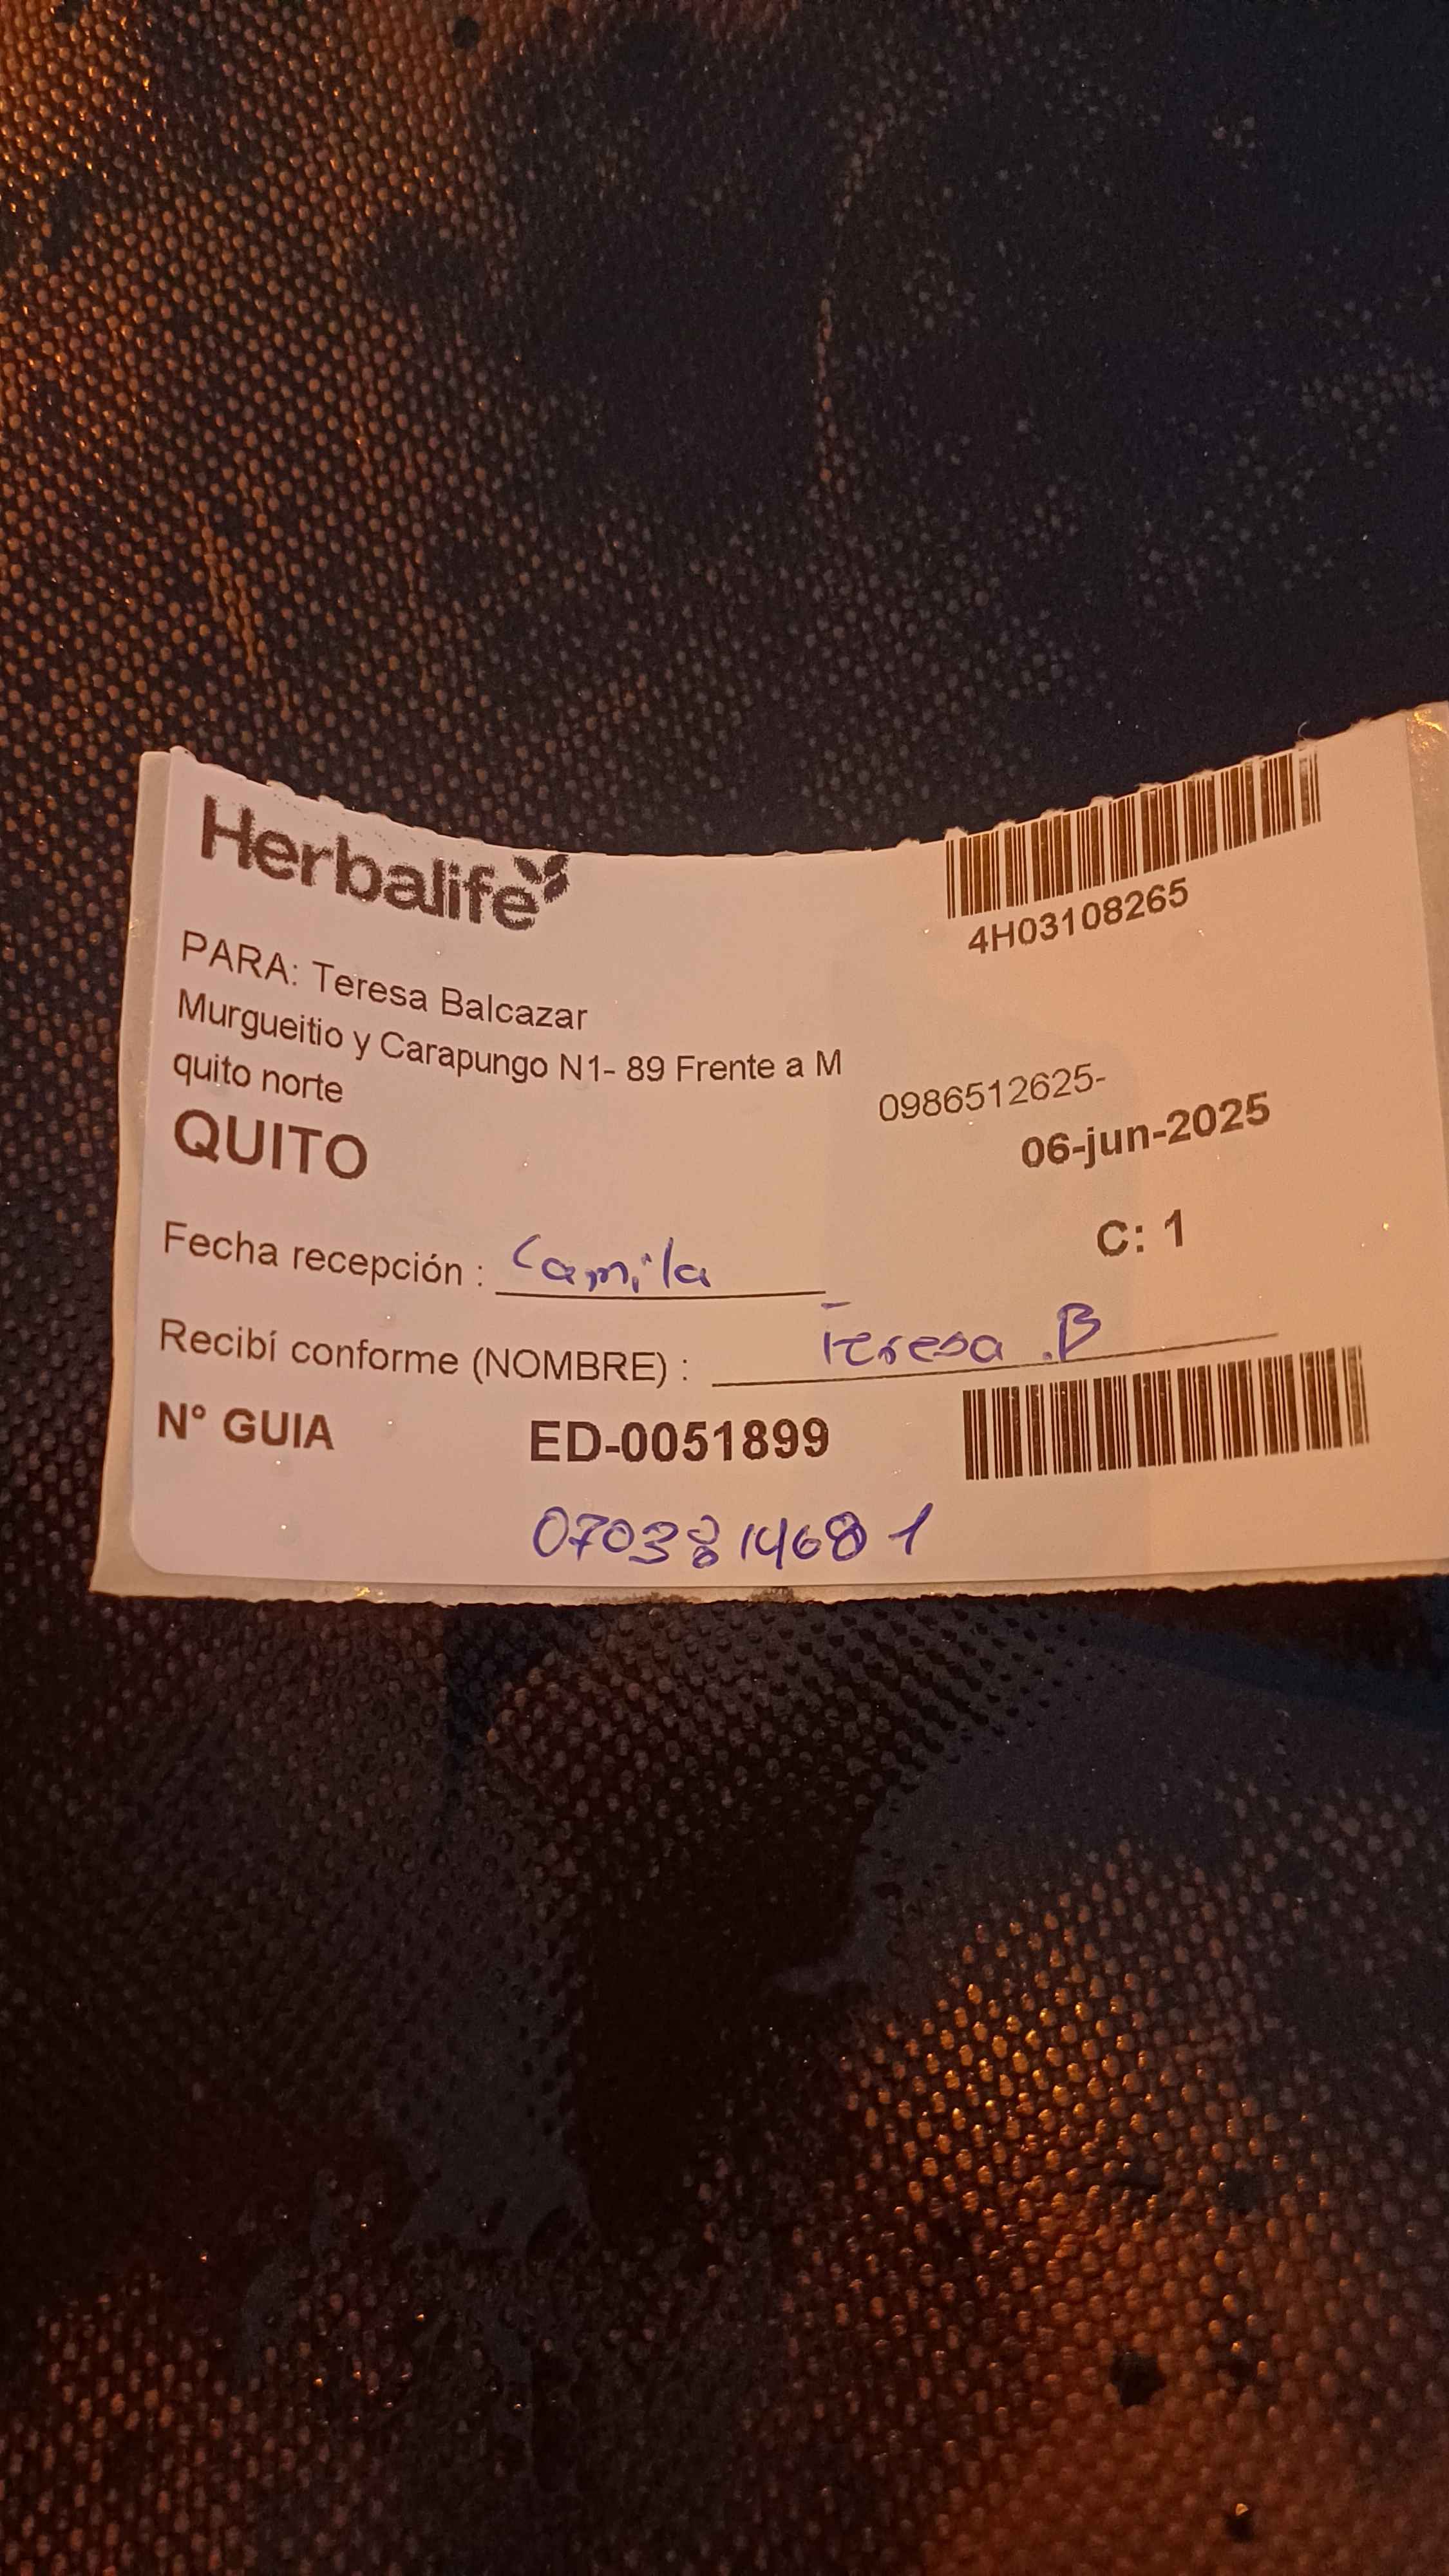 Herbalife
4H03108265
PARA: Teresa Balcazar
Murgueitio y Carapungo N1- 89 Frente a M
quito norte
0986512625-
QUITO
06-jun-2025
C: 1
Fecha recepción : Camila
Recibí conforme (NOMBRE) : Teresa .B
N° GUIA ED-0051899
0703814681